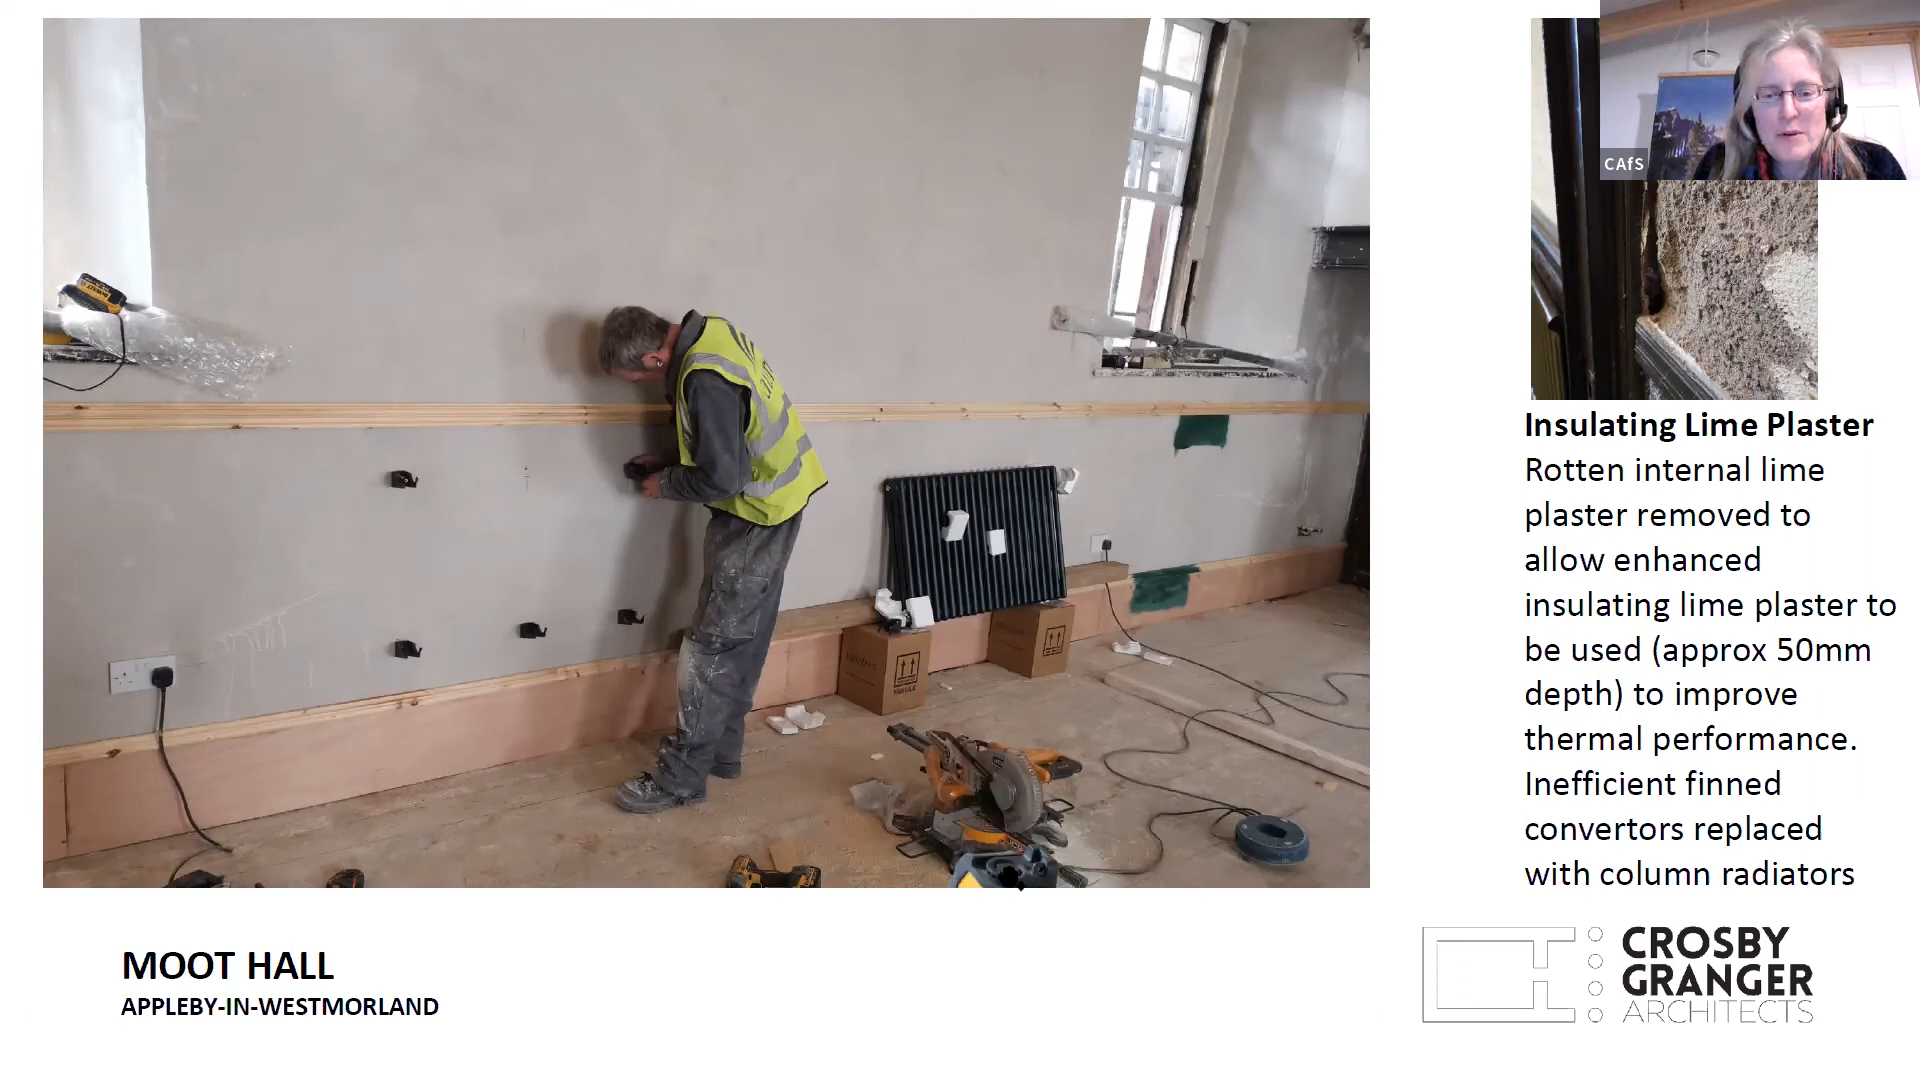 CAfS
Insulating Lime Plaster
Rotten internal lime
plaster removed to
allow enhanced
insulating lime plaster to
be used (approx 50mm
depth) to improve
thermal performance.
Inefficient finned
convertors replaced
with column radiators
FRAGILE
MOOT HALL
APPLEBY-IN-WESTMORLAND
CROSBY
GRANGER
ARCHITECTS